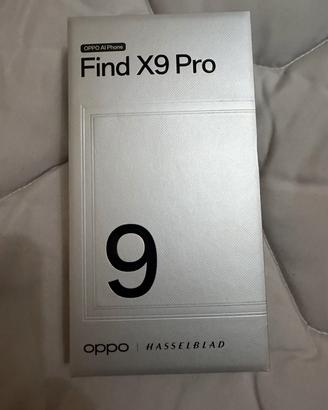 OPPO AI Phone
Find X9 Pro
9
oppo | HASSELBLAD